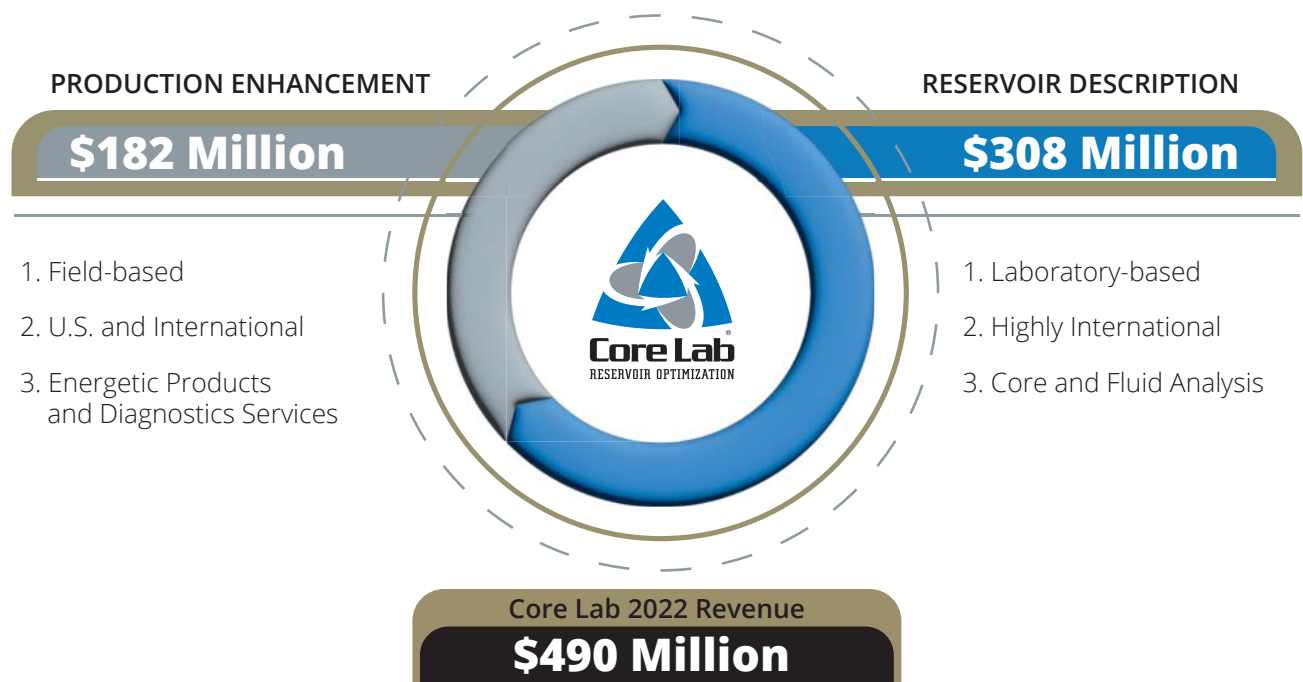 PRODUCTION ENHANCEMENT
$182 Million
1. Field-based
2. U.S. and International
3. Energetic Products
and Diagnostics Services
RESERVOIR DESCRIPTION
$308 Million
1. Laboratory-based
2. Highly International
3. Core and Fluid Analysis
Core Lab ®
RESERVOIR OPTIMIZATION
Core Lab 2022 Revenue
$490 Million